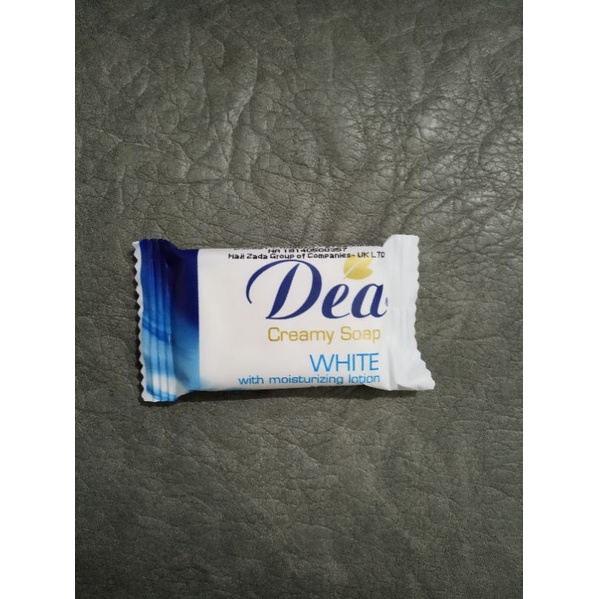 Haji Zada Group of Companies - UK LTD
Dea
Creamy Soap
WHITE
with moisturizing lotion